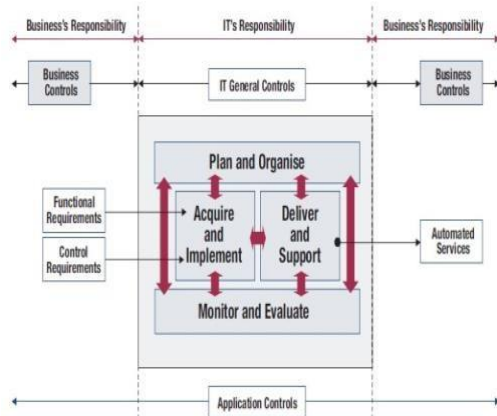 Business's Responsibility
IT's Responsibility
Business's Responsibility
Business
Controls
IT General Controls
Business
Controls
Plan and Organise
Functional
Requirements
Control
Requirements
Acquire
and
Implement
Deliver
and
Support
Automated
Services
Monitor and Evaluate
Application Controls